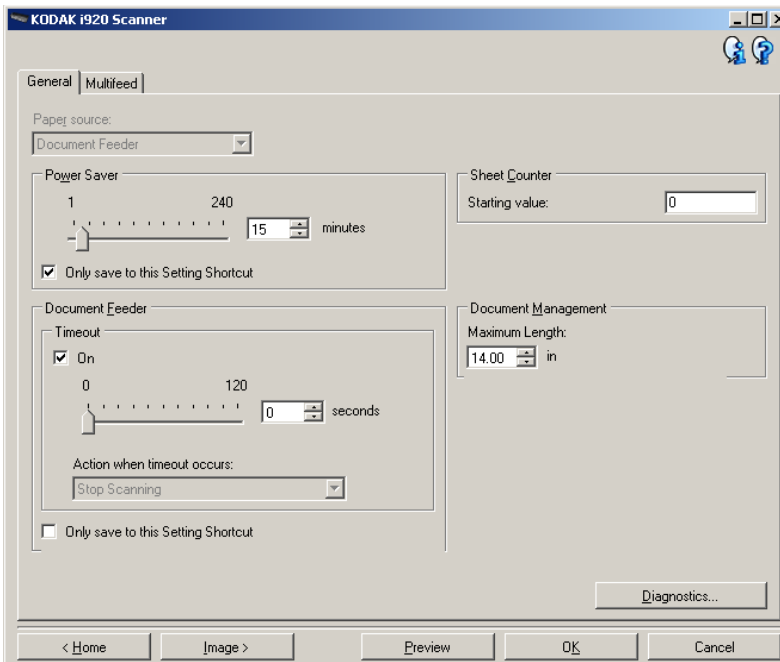 KODAK i920 Scanner
General Multifeed
Paper source:
Document Feeder
Power Saver
1 240
15 minutes
Only save to this Setting Shortcut
Sheet Counter
Starting value: 0
Document Feeder
Timeout
On
0 120
0 seconds
Action when timeout occurs:
Stop Scanning
Only save to this Setting Shortcut
Document Management
Maximum Length:
14.00 in
Diagnostics...
< Home Image > Preview OK Cancel